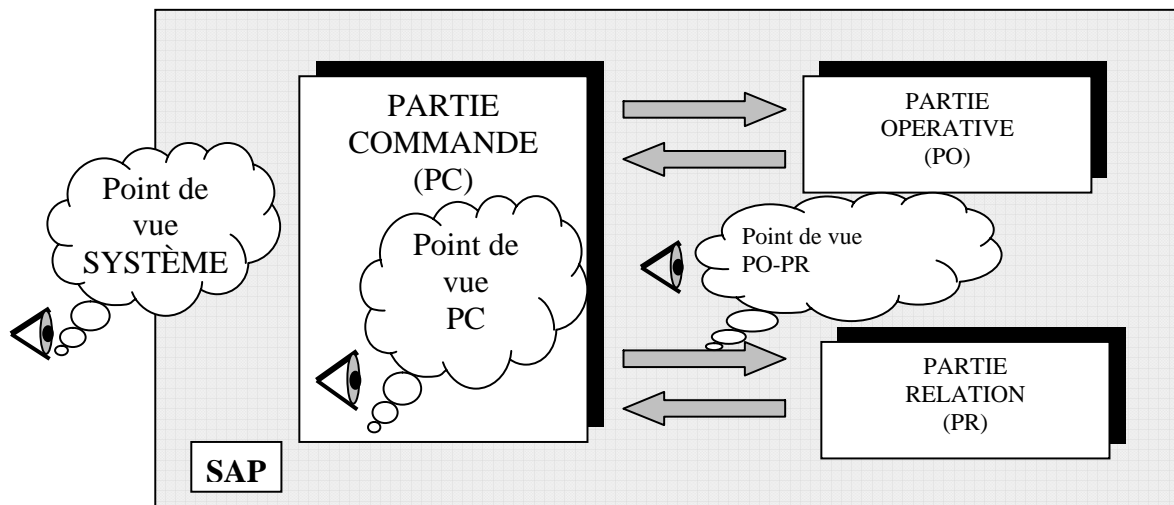 Point de
vue
SYSTÈME
PARTIE
COMMANDE
(PC)
Point de
vue
PC
PARTIE
OPERATIVE
(PO)
Point de vue
PO-PR
PARTIE
RELATION
(PR)
SAP